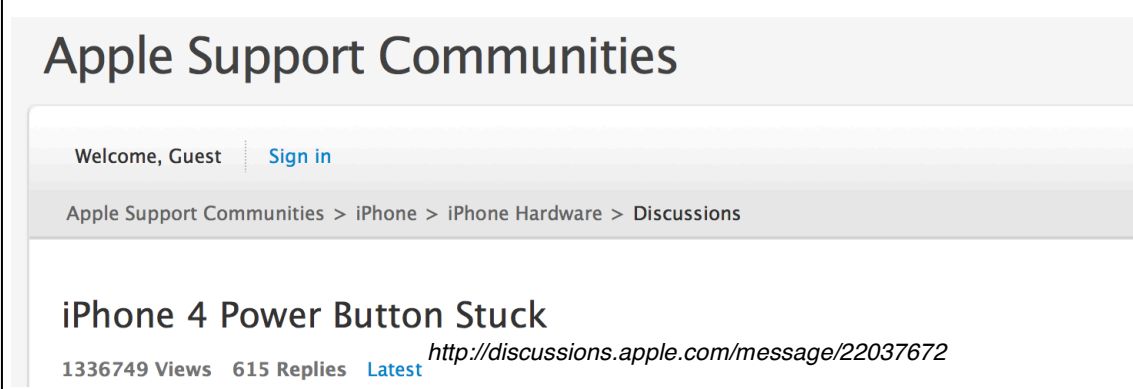 Apple Support Communities
Welcome, Guest Sign in
Apple Support Communities > iPhone > iPhone Hardware > Discussions
iPhone 4 Power Button Stuck
http://discussions.apple.com/message/22037672
1336749 Views 615 Replies Latest